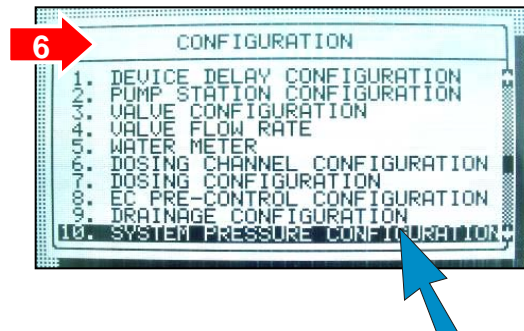 6
CONFIGURATION
1. DEVICE DELAY CONFIGURATION
2. PUMP STATION CONFIGURATION
3. VALVE CONFIGURATION
4. VALVE FLOW RATE
5. WATER METER
6. DOSING CHANNEL CONFIGURATION
7. DOSING CONFIGURATION
8. EC PRE-CONTROL CONFIGURATION
9. DRAINAGE CONFIGURATION
10. SYSTEM PRESSURE CONFIGURATION